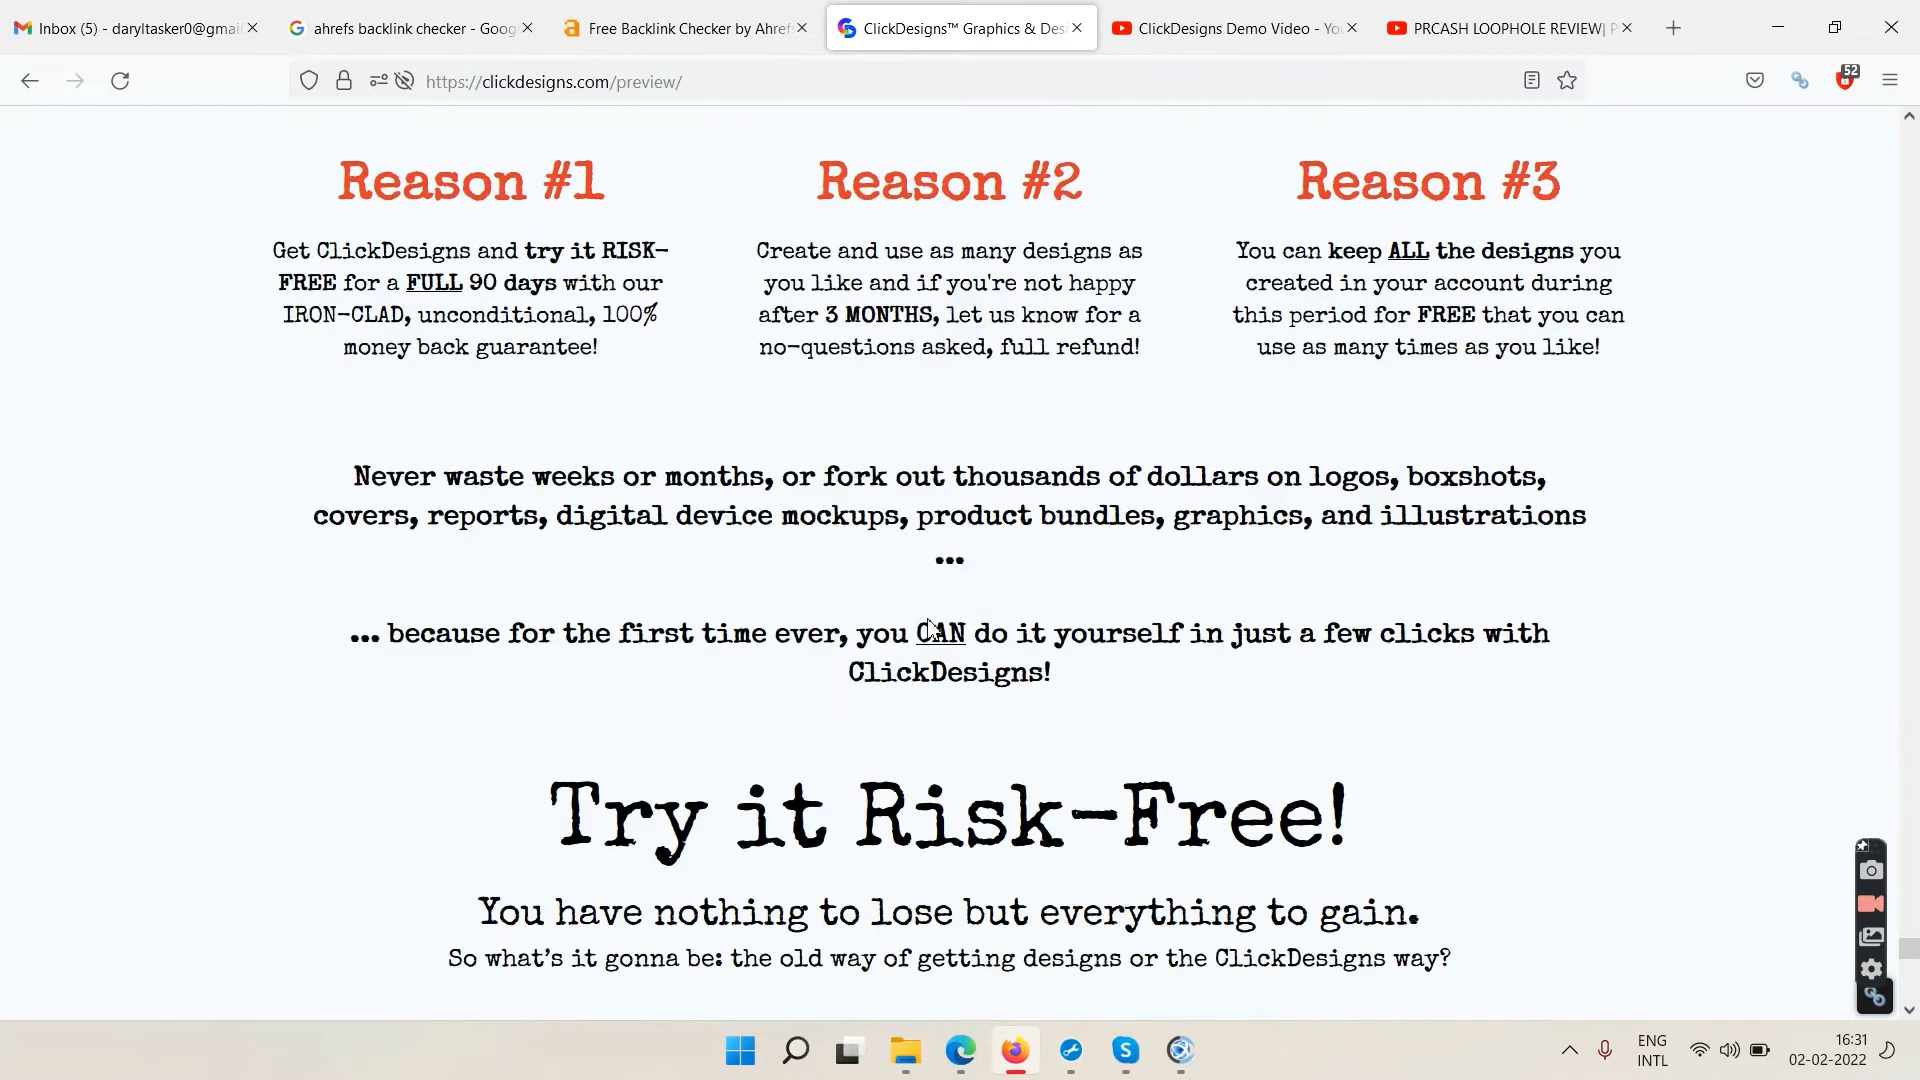 Inbox (5) - daryltasker0@gmai
ahrefs backlink checker - Goog
Free Backlink Checker by Ahref
ClickDesigns™ Graphics & Desi
ClickDesigns Demo Video - Yo
PRCASH LOOPHOLE REVIEW| P
https://clickdesigns.com/preview/
52
Reason #1
Get ClickDesigns and try it RISK-
FREE for a FULL 90 days with our
IRON-CLAD, unconditional, 100%
money back guarantee!
Reason #2
Create and use as many designs as
you like and if you're not happy
after 3 MONTHS, let us know for a
no-questions asked, full refund!
Reason #3
You can keep ALL the designs you
created in your account during
this period for FREE that you can
use as many times as you like!
Never waste weeks or months, or fork out thousands of dollars on logos, boxshots,
covers, reports, digital device mockups, product bundles, graphics, and illustrations
...
... because for the first time ever, you CAN do it yourself in just a few clicks with
ClickDesigns!
Try it Risk-Free!
You have nothing to lose but everything to gain.
So what's it gonna be: the old way of getting designs or the ClickDesigns way?
ENG
INTL
16:31
02-02-2022